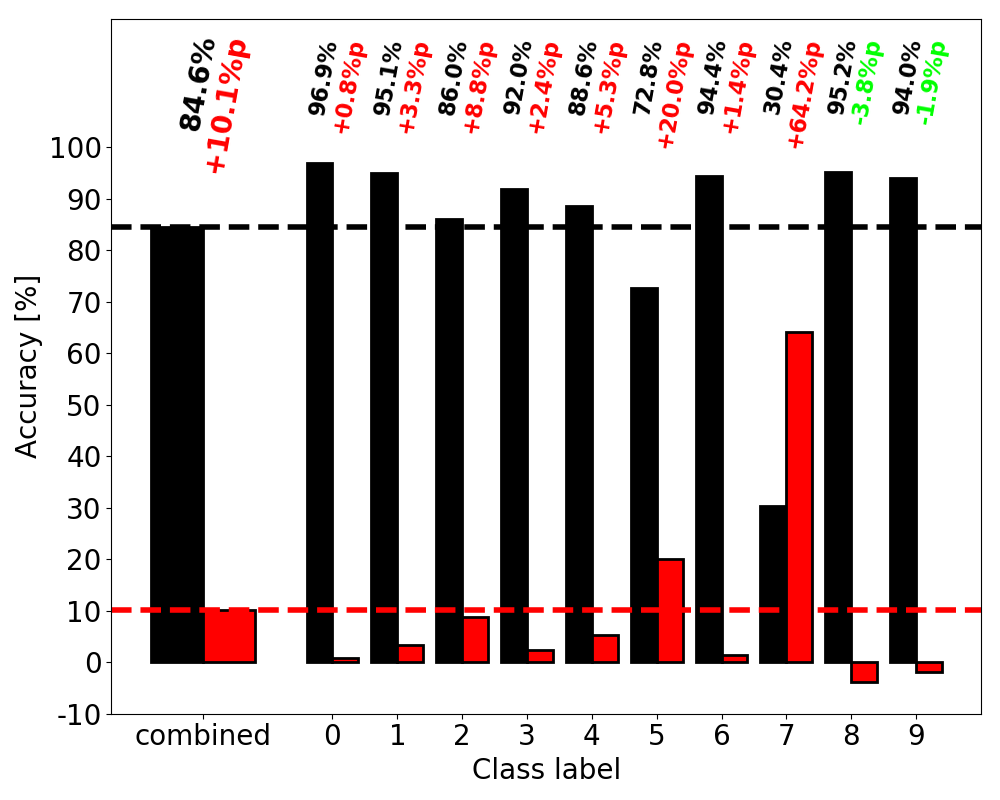 84.6%
+10.1%p
96.9%
+0.8%p
95.1%
+3.3%p
86.0%
+8.8%p
92.0%
+2.4%p
88.6%
+5.3%p
72.8%
+20.0%p
94.4%
+1.4%p
30.4%
+64.2%p
95.2%
-3.8%p
94.0%
-1.9%p
100
90
80
70
60
50
40
30
20
10
0
-10
Accuracy [%]
combined 0 1 2 3 4 5 6 7 8 9
Class label